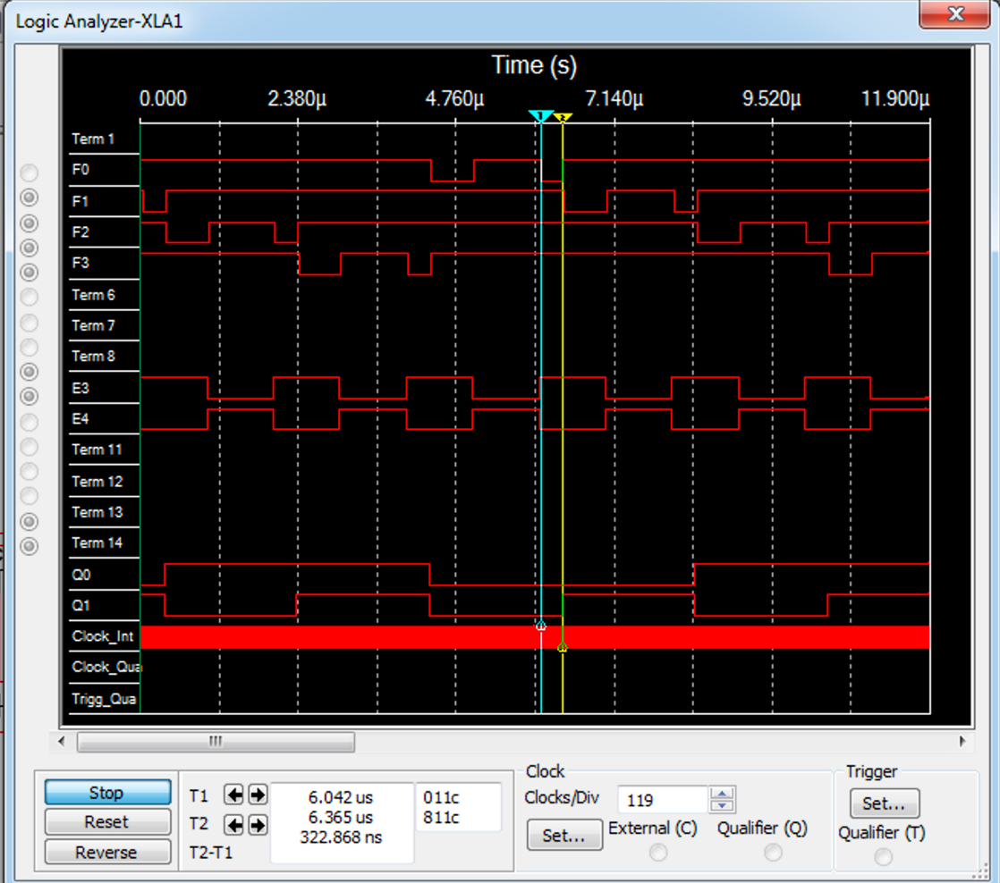 Logic Analyzer-XLA1
Time (s)
0.000 2.380μ 4.760μ 7.140μ 9.520μ 11.900μ
1 2
Term 1
F0
F1
F2
F3
Term 6
Term 7
Term 8
E3
E4
Term 11
Term 12
Term 13
Term 14
Q0
Q1
Clock_Int
Clock_Qua
Trigg_Qua
Stop
Reset
Reverse
T1 6.042 us 011c
T2 6.365 us 811c
T2-T1 322.868 ns
Clock
Clocks/Div 119
Set... External (C) Qualifier (Q)
Trigger
Set...
Qualifier (T)